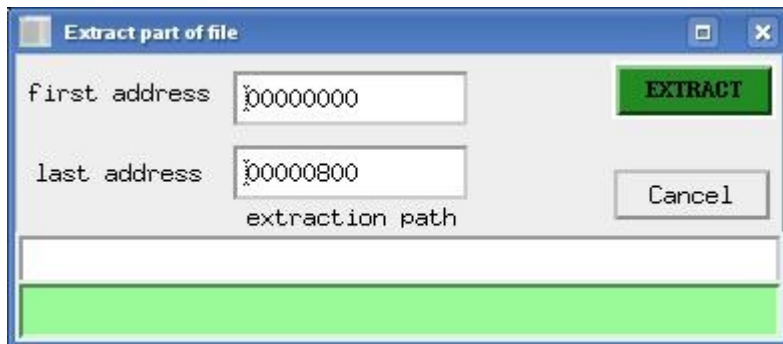 Extract part of file
first address 00000000 EXTRACT
last address 00000800 Cancel
extraction path